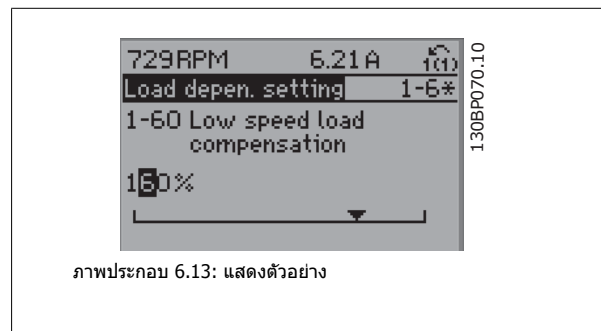 729RPM 6.21A 1(1)
Load depen. setting 1-6*
1-60 Low speed load
compensation
160%
130BP070.10
ภาพประกอบ 6.13: แสดงตัวอย่าง